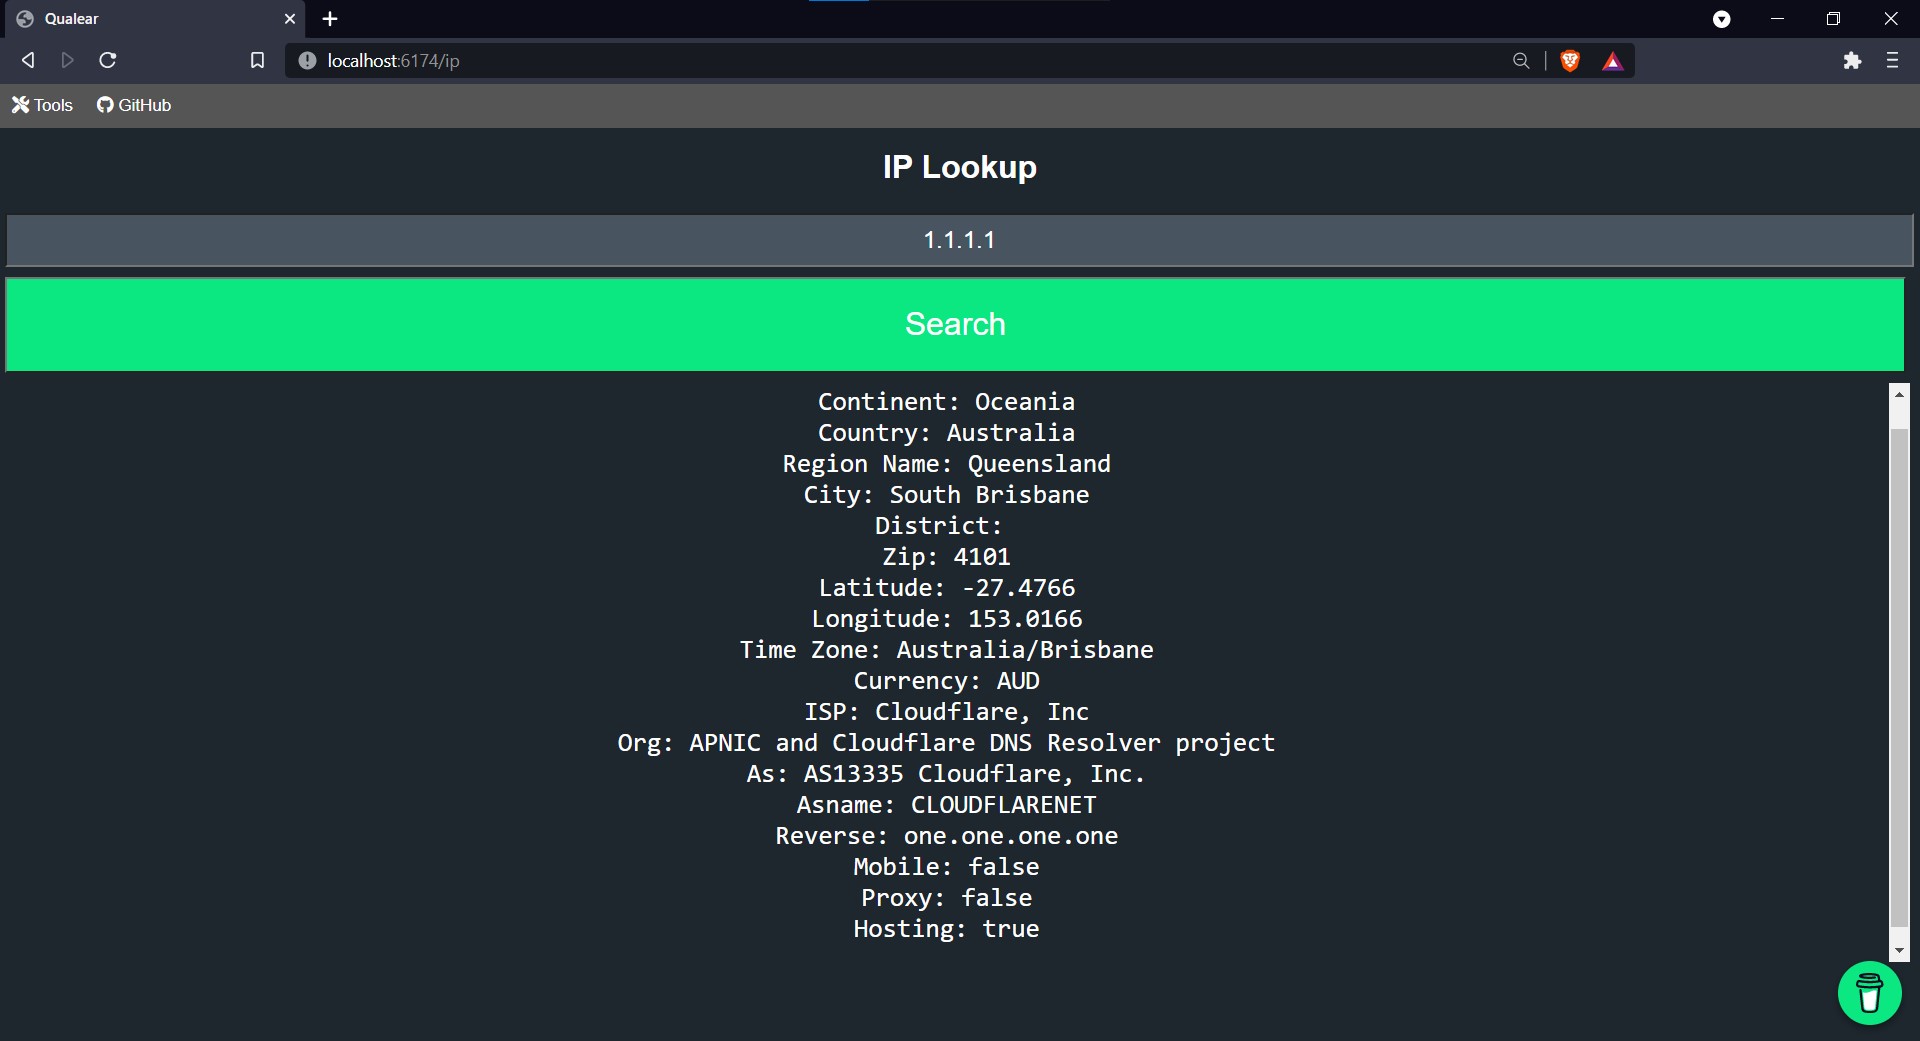 Qualear
localhost:6174/ip
Tools GitHub
IP Lookup
1.1.1.1
Search
Continent: Oceania
Country: Australia
Region Name: Queensland
City: South Brisbane
District:
Zip: 4101
Latitude: -27.4766
Longitude: 153.0166
Time Zone: Australia/Brisbane
Currency: AUD
ISP: Cloudflare, Inc
Org: APNIC and Cloudflare DNS Resolver project
As: AS13335 Cloudflare, Inc.
Asname: CLOUDFLARENET
Reverse: one.one.one.one
Mobile: false
Proxy: false
Hosting: true